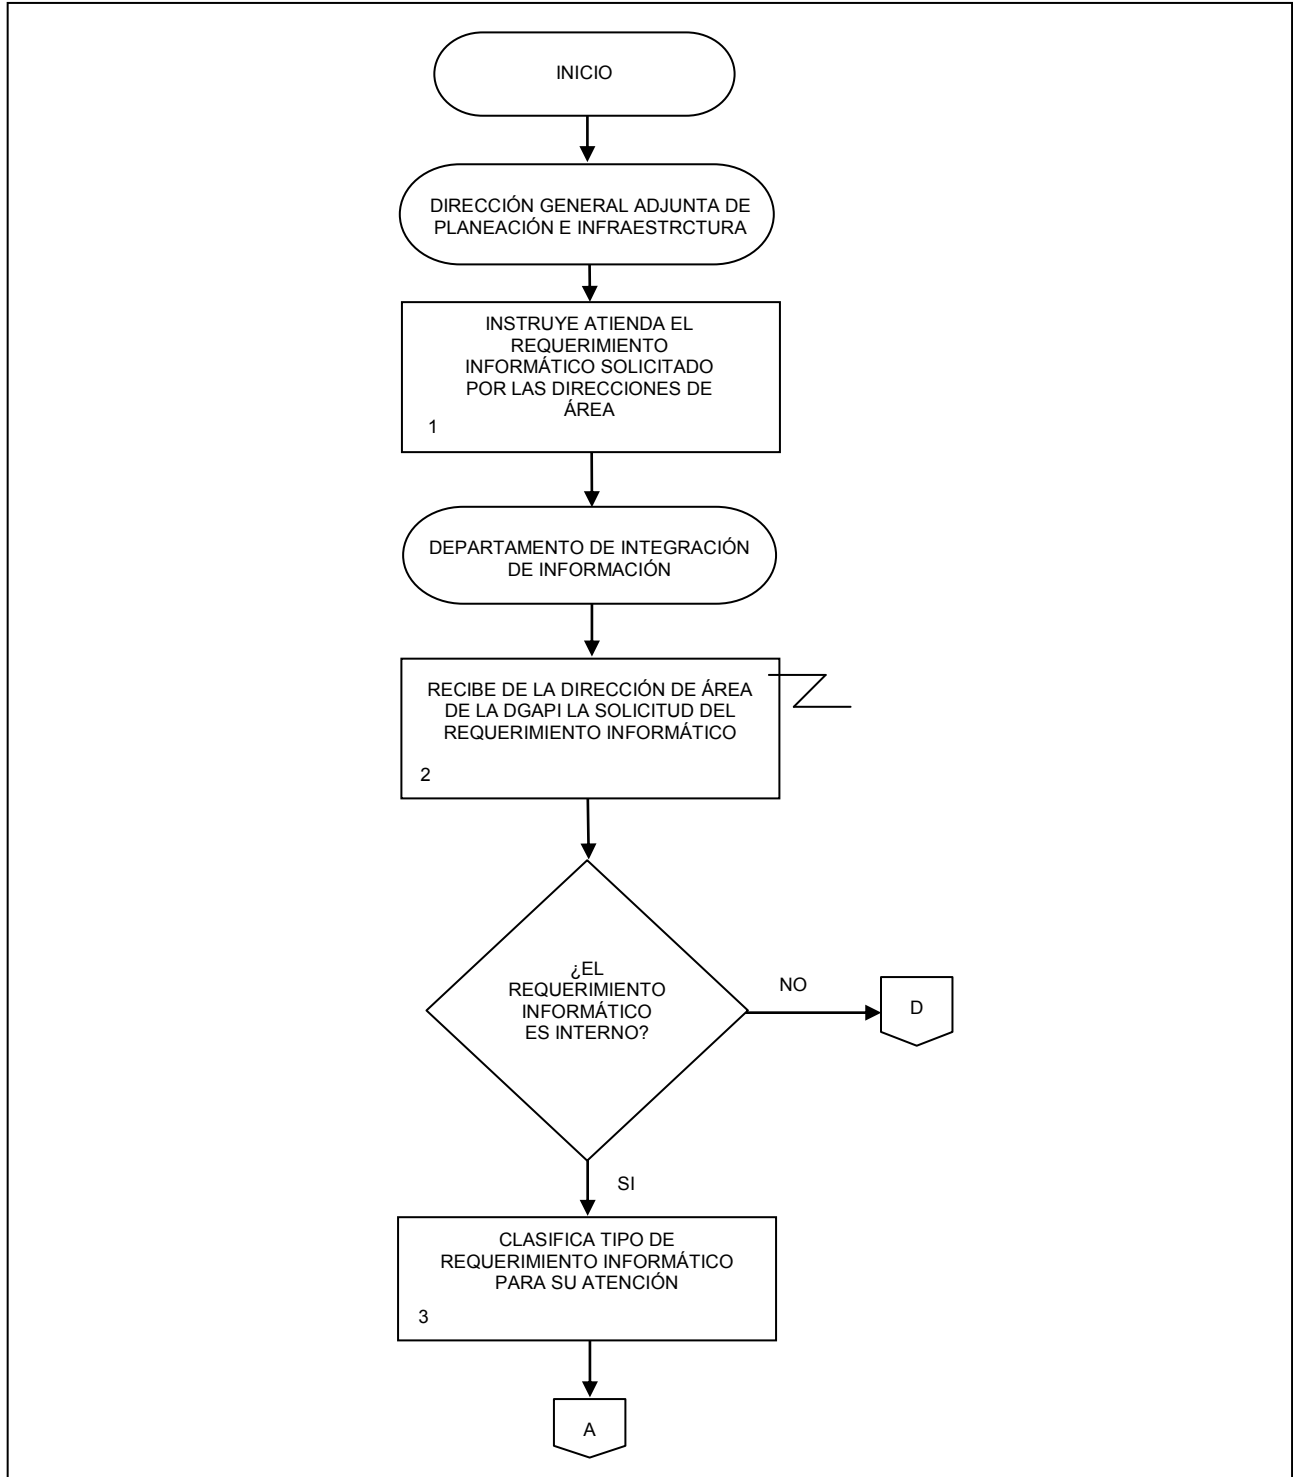 INICIO
DIRECCIÓN GENERAL ADJUNTA DE
PLANEACIÓN E INFRAESTRCTURA
INSTRUYE ATIENDA EL
REQUERIMIENTO
INFORMÁTICO SOLICITADO
POR LAS DIRECCIONES DE
ÁREA
1
DEPARTAMENTO DE INTEGRACIÓN
DE INFORMACIÓN
RECIBE DE LA DIRECCIÓN DE ÁREA
DE LA DGAPI LA SOLICITUD DEL
REQUERIMIENTO INFORMÁTICO
2
¿EL
REQUERIMIENTO
INFORMÁTICO
ES INTERNO?
NO
D
SI
CLASIFICA TIPO DE
REQUERIMIENTO INFORMÁTICO
PARA SU ATENCIÓN
3
A